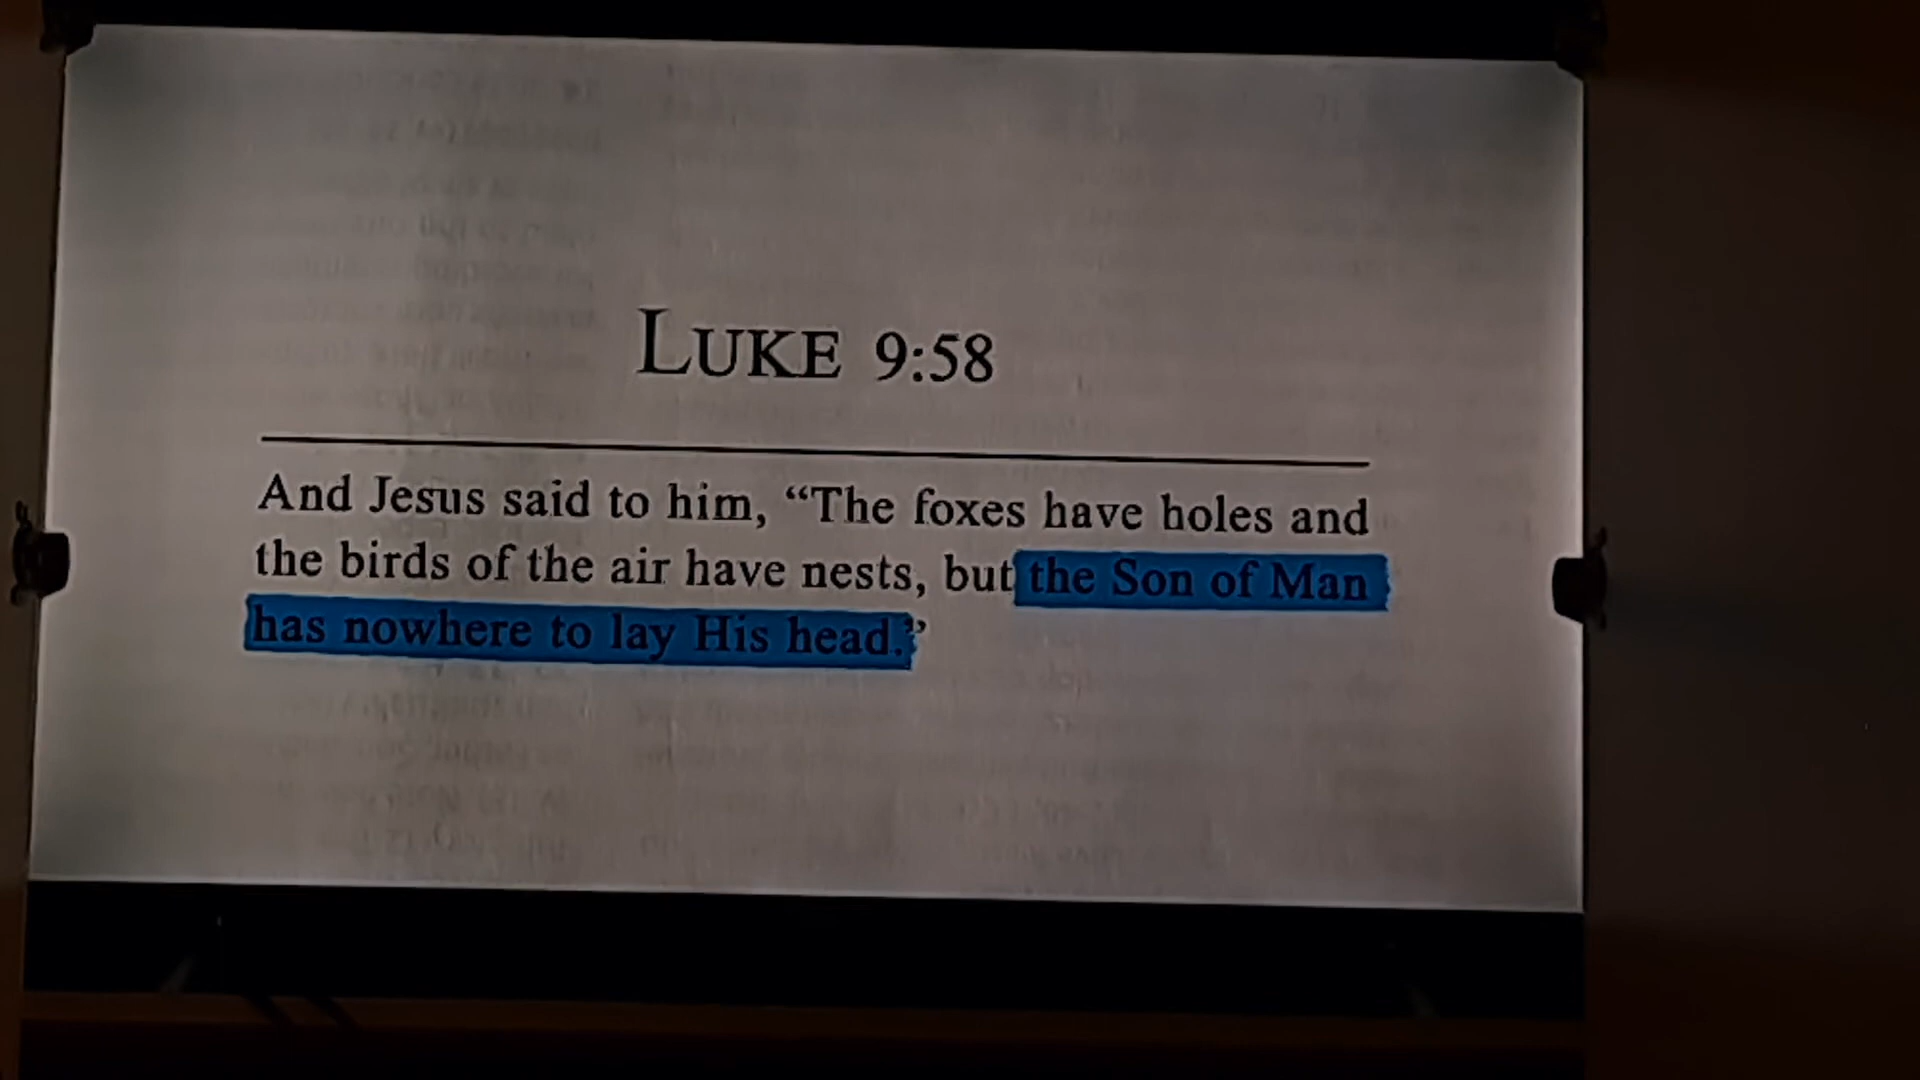 LUKE 9:58
And Jesus said to him, “The foxes have holes and
the birds of the air have nests, but the Son of Man
has nowhere to lay His head.”